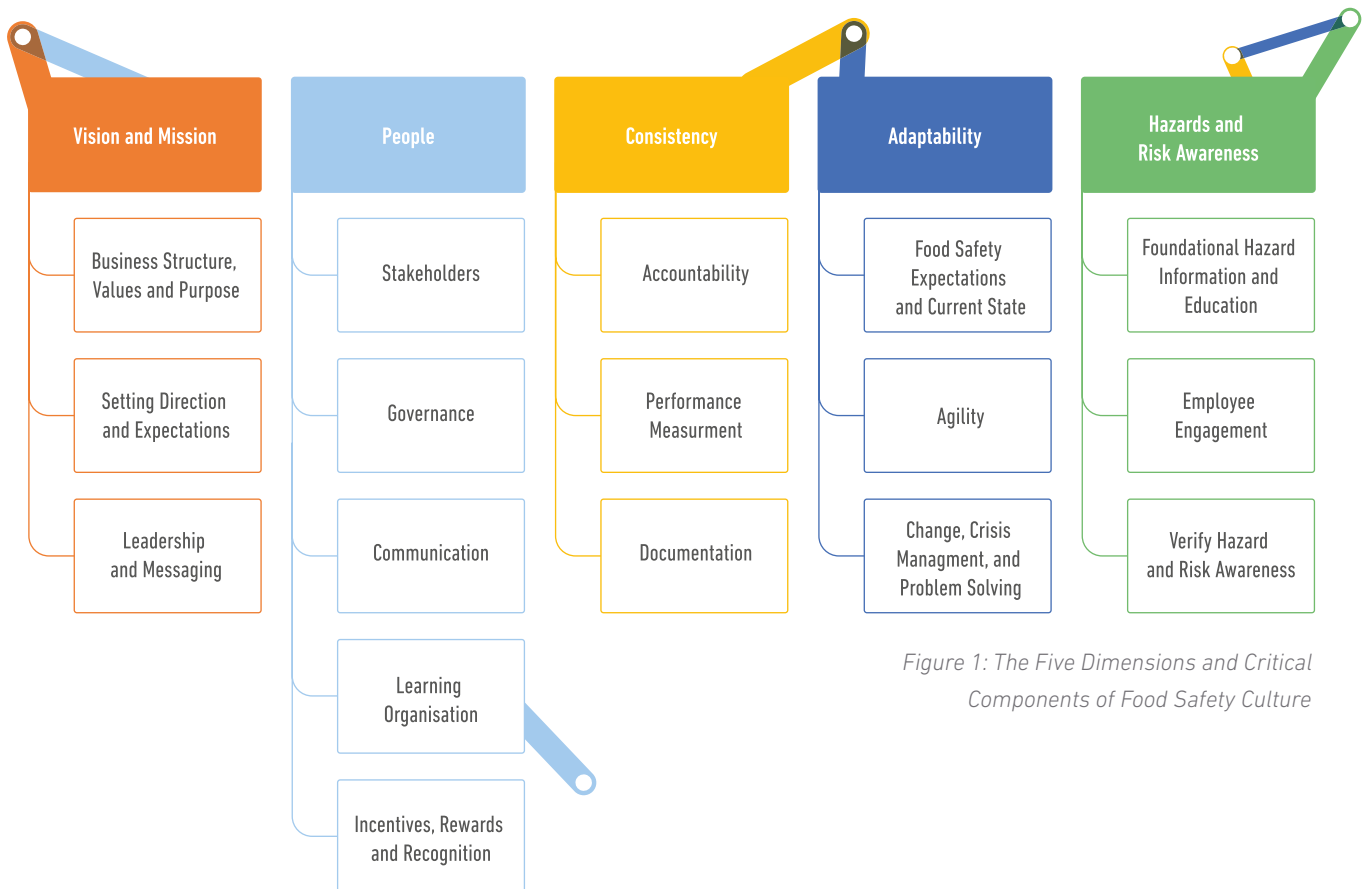 Vision and Mission
Business Structure,
Values and Purpose
Setting Direction
and Expectations
Leadership
and Messaging
People
Stakeholders
Governance
Communication
Learning
Organisation
Incentives, Rewards
and Recognition
Consistency
Accountability
Performance
Measurment
Documentation
Adaptability
Food Safety
Expectations
and Current State
Agility
Change, Crisis
Managment, and
Problem Solving
Hazards and
Risk Awareness
Foundational Hazard
Information and
Education
Employee
Engagement
Verify Hazard
and Risk Awareness
Figure 1: The Five Dimensions and Critical
Components of Food Safety Culture